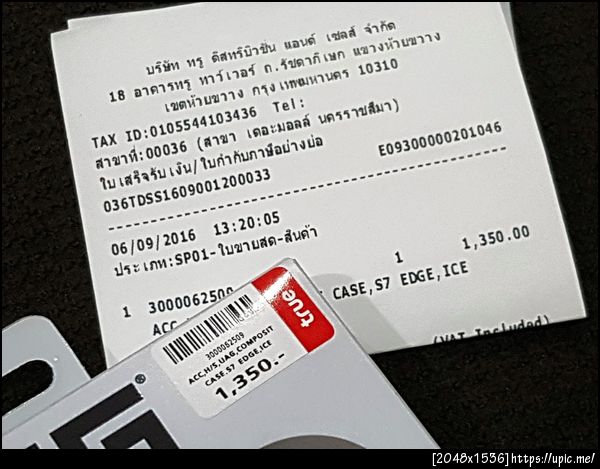 บริษัท ทรู ดิสทริบิวชั่น แอนด์ เซลส์ จำกัด
18 อาคารทรู ทาว์เวอร์ ถ.รัชดาภิเษก แขวงห้วยขวาง
เขตห้วยขวาง กรุงเทพฒหานคร 10310
TAX ID:0105544103436 Tel:
สาขาที่:00036 (สาขา เดอะมอลล์ นครราชสีมา)
ใบเสร็จรับเงิน/ใบกำกับภาษีอย่างย่อ E09300000201046
036TDSS1609001200033
06/09/2016 13:20:05
ประเภท:SP01-ใบขายสด-สินค้า
1 3000062509 1 1,350.00
ACC, CASE,S7 EDGE,ICE
(VAT Included)
true
3000062509
ACC,H/S,UAG,COMPOSIT
CASE,S7 EDGE,ICE
1,350.-
[2048x1536]https://upic.me/